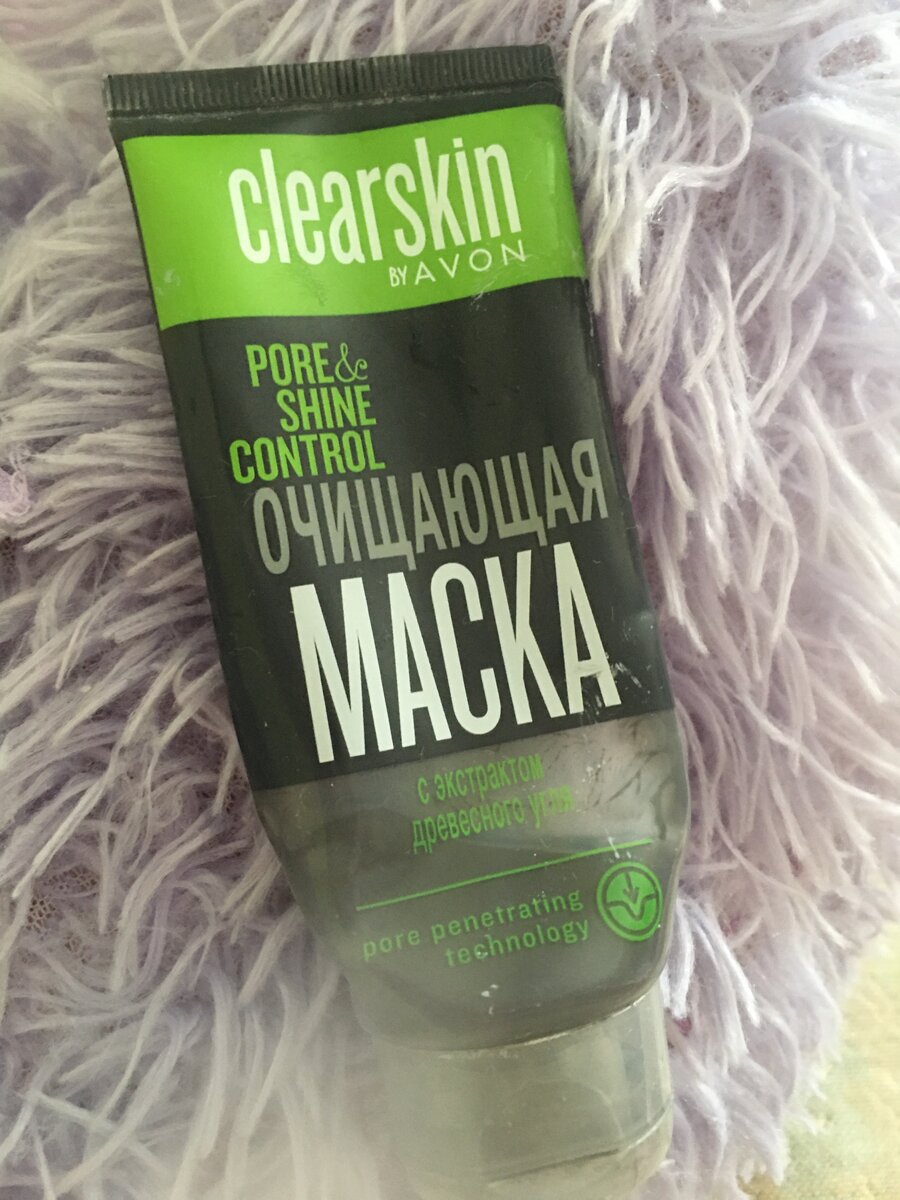 clearskin
BY AVON
PORE &
SHINE
CONTROL
ОЧИЩАЮЩАЯ
МАСКА
с экстрактом
древесного угля
pore penetrating
technology